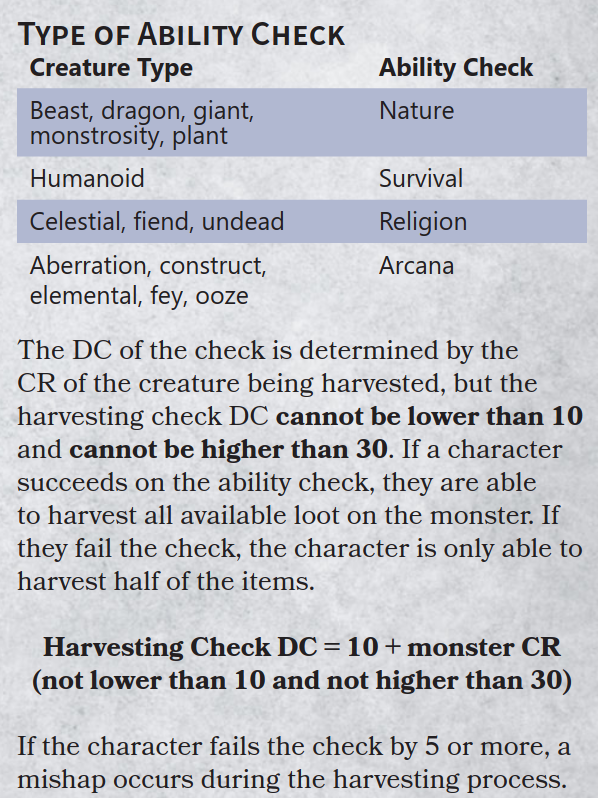 Type of Ability Check
Creature Type Ability Check
Beast, dragon, giant, Nature
monstrosity, plant
Humanoid Survival
Celestial, fiend, undead Religion
Aberration, construct, Arcana
elemental, fey, ooze
The DC of the check is determined by the
CR of the creature being harvested, but the
harvesting check DC cannot be lower than 10
and cannot be higher than 30. If a character
succeeds on the ability check, they are able
to harvest all available loot on the monster. If
they fail the check, the character is only able to
harvest half of the items.
Harvesting Check DC = 10 + monster CR
(not lower than 10 and not higher than 30)
If the character fails the check by 5 or more, a
mishap occurs during the harvesting process.